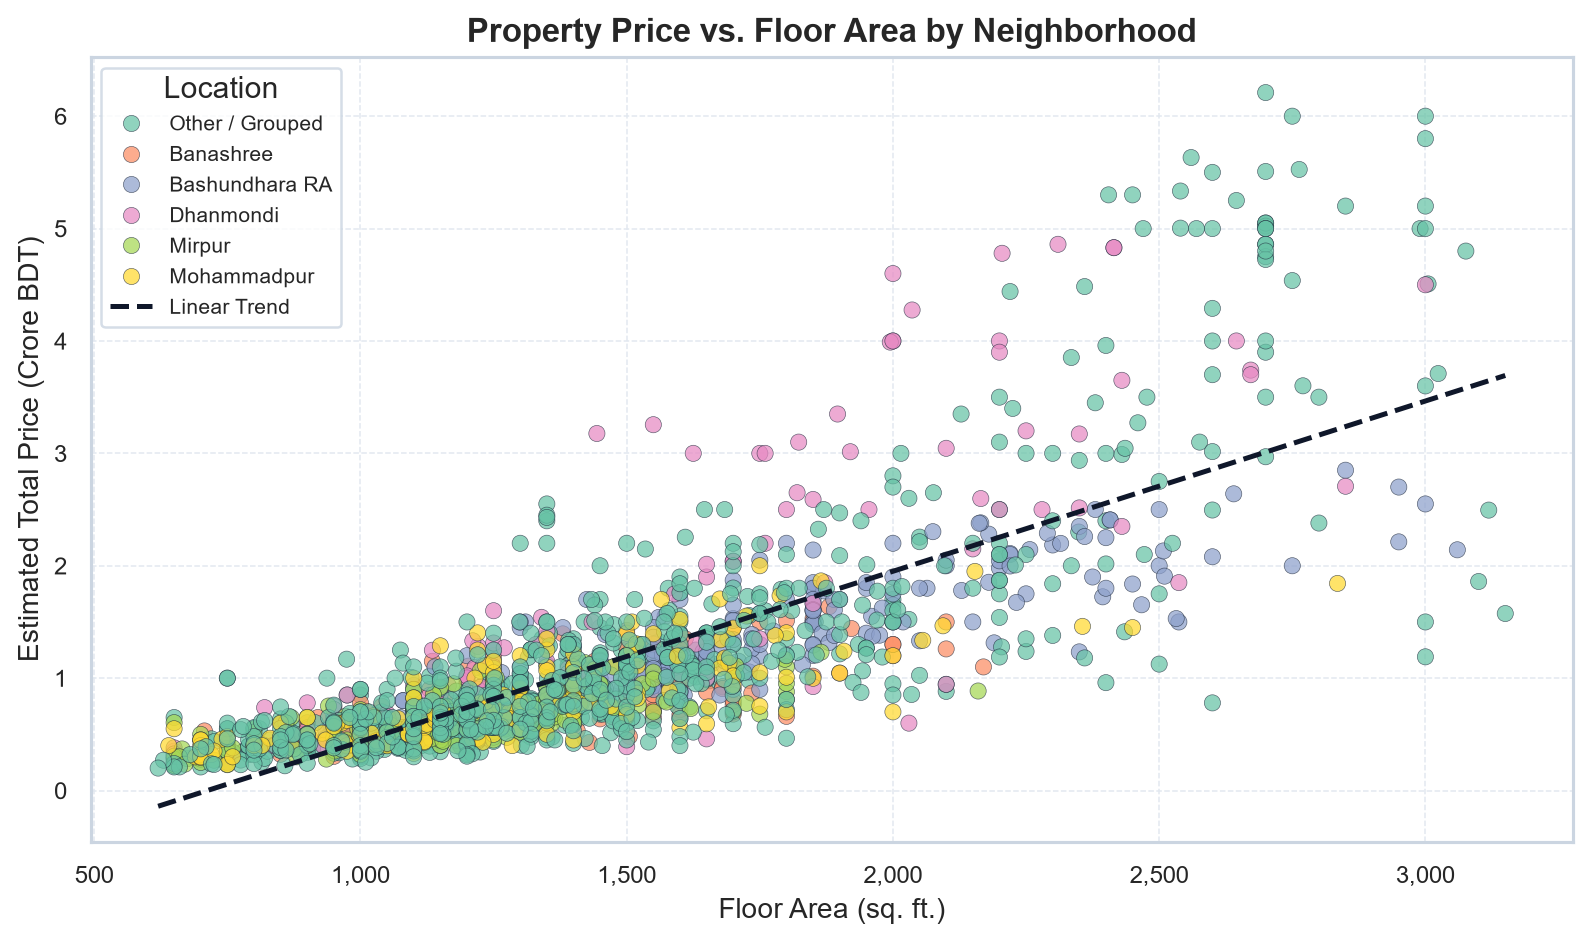 Property Price vs. Floor Area by Neighborhood
Location
Other / Grouped
Banashree
Bashundhara RA
Dhanmondi
Mirpur
Mohammadpur
Linear Trend
Estimated Total Price (Crore BDT)
6
5
4
3
2
1
0
500
1,000
1,500
2,000
2,500
3,000
Floor Area (sq. ft.)